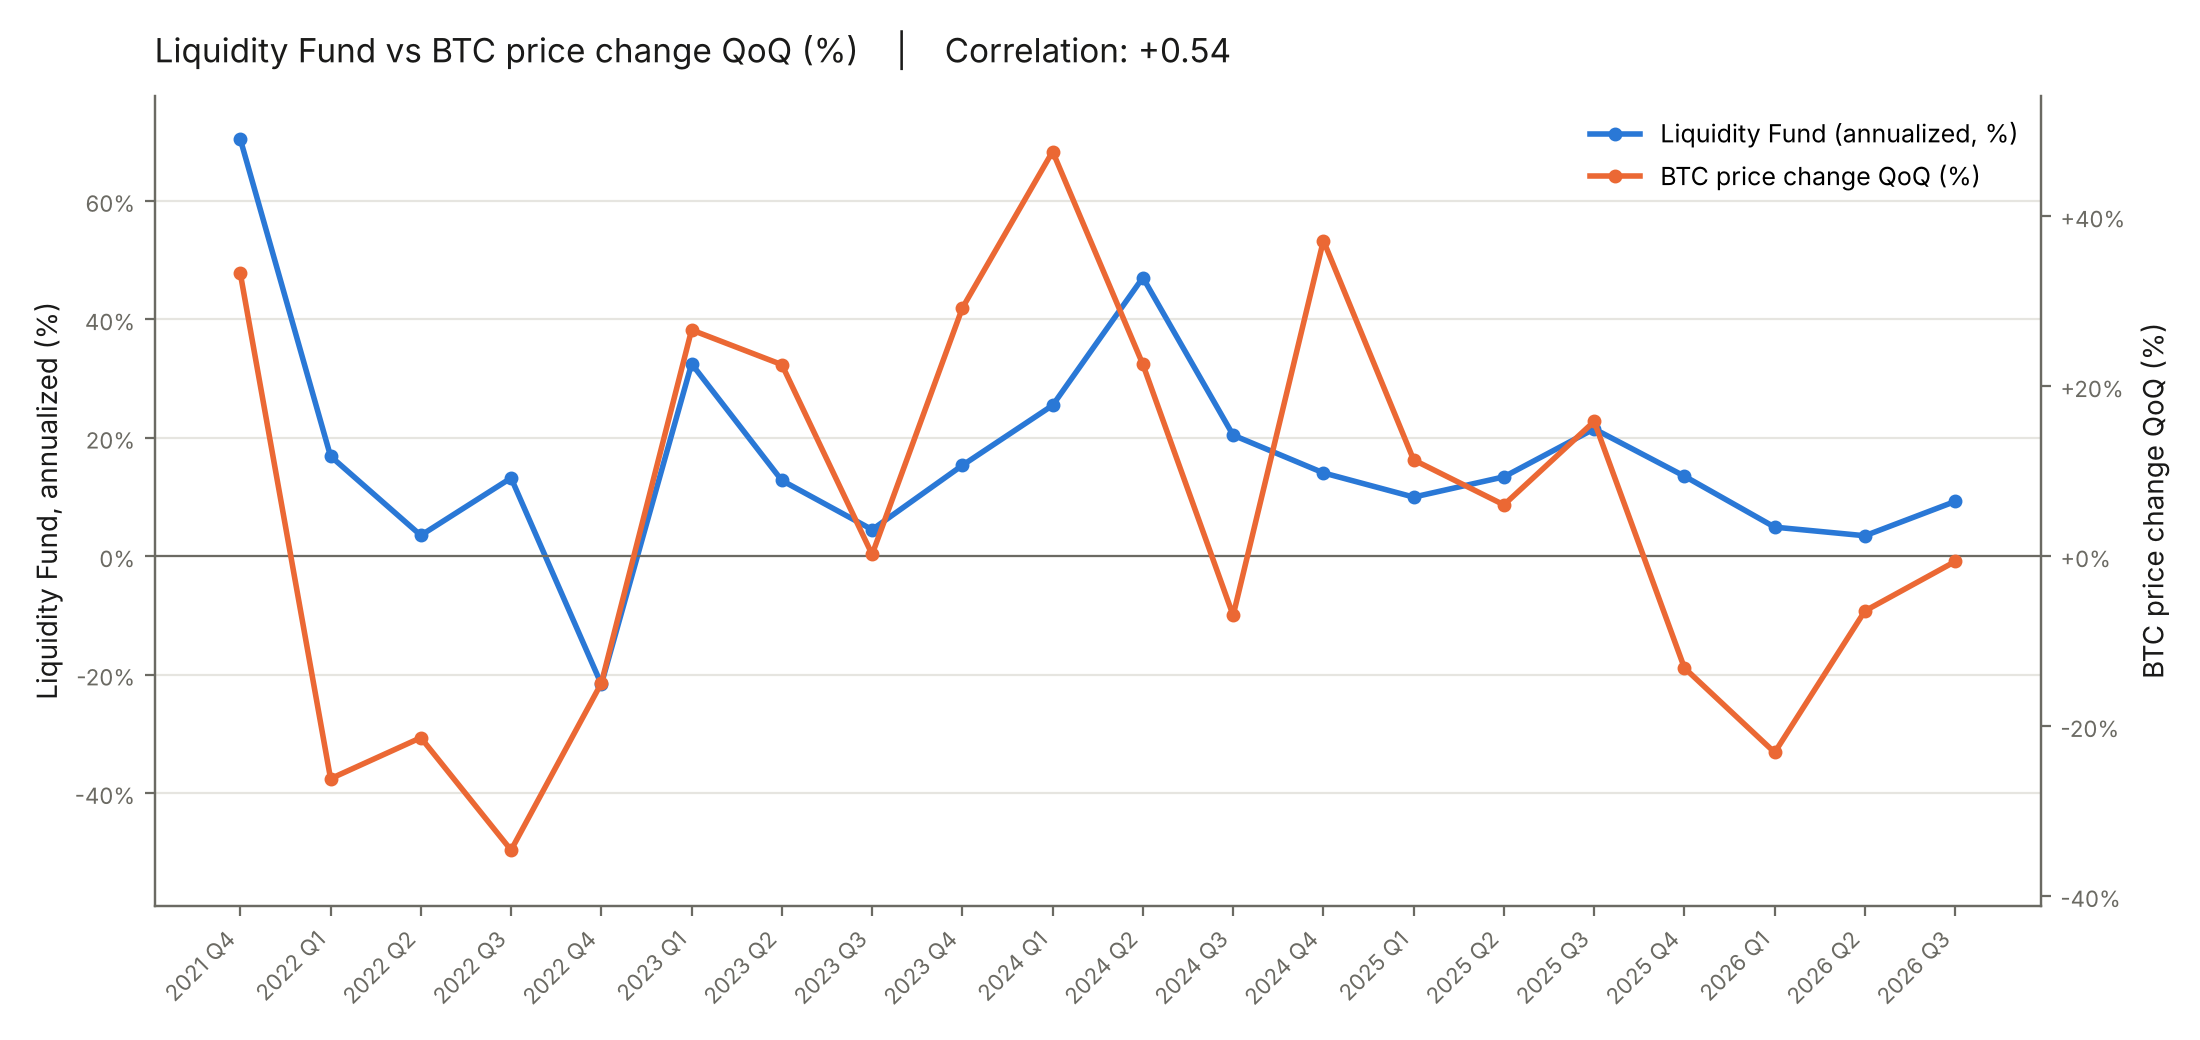 Liquidity Fund vs BTC price change QoQ (%) | Correlation: +0.54
Liquidity Fund (annualized, %)
BTC price change QoQ (%)
Liquidity Fund, annualized (%)
60%
40%
20%
0%
-20%
-40%
+40%
+20%
+0%
-20%
-40%
BTC price change QoQ (%)
2021 Q4
2022 Q1
2022 Q2
2022 Q3
2022 Q4
2023 Q1
2023 Q2
2023 Q3
2023 Q4
2024 Q1
2024 Q2
2024 Q3
2024 Q4
2025 Q1
2025 Q2
2025 Q3
2025 Q4
2026 Q1
2026 Q2
2026 Q3